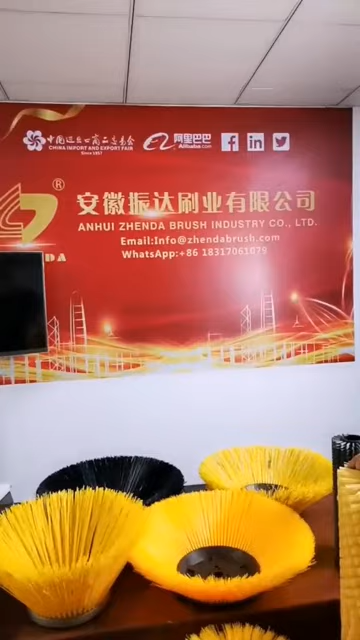 中国进出口商品交易会
CHINA IMPORT AND EXPORT FAIR
Since 1957
阿里巴巴
Alibaba.com
f in
®
安徽振达刷业有限公司
ANHUI ZHENDA BRUSH INDUSTRY CO., LTD.
Email:Info@zhendabrush.com
WhatsApp:+86 18317061079
DA